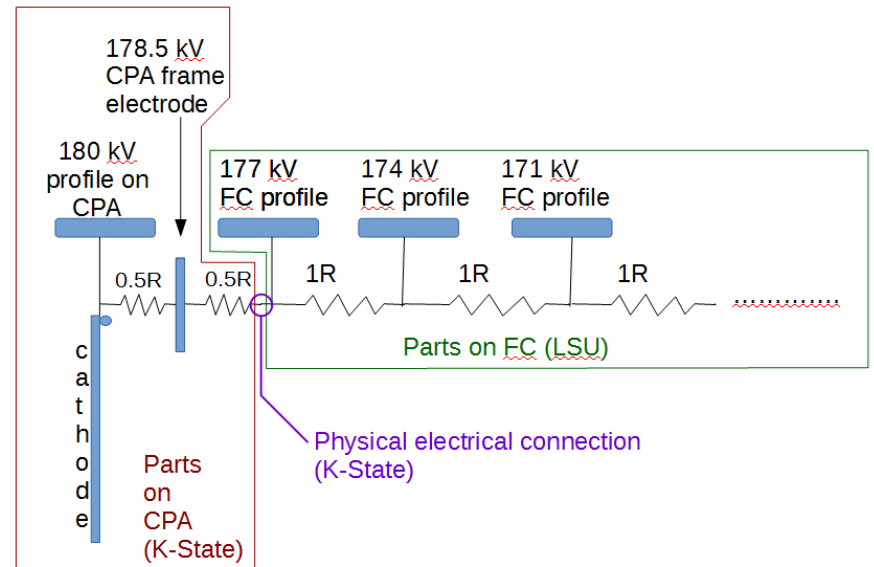 178.5 kV
CPA frame
electrode
180 kV
profile on
CPA
177 kV
FC profile
174 kV
FC profile
171 kV
FC profile
0.5R
0.5R
1R
1R
1R
.............
Parts on FC (LSU)
c
a
t
h
o
d
e
Physical electrical connection
(K-State)
Parts
on
CPA
(K-State)